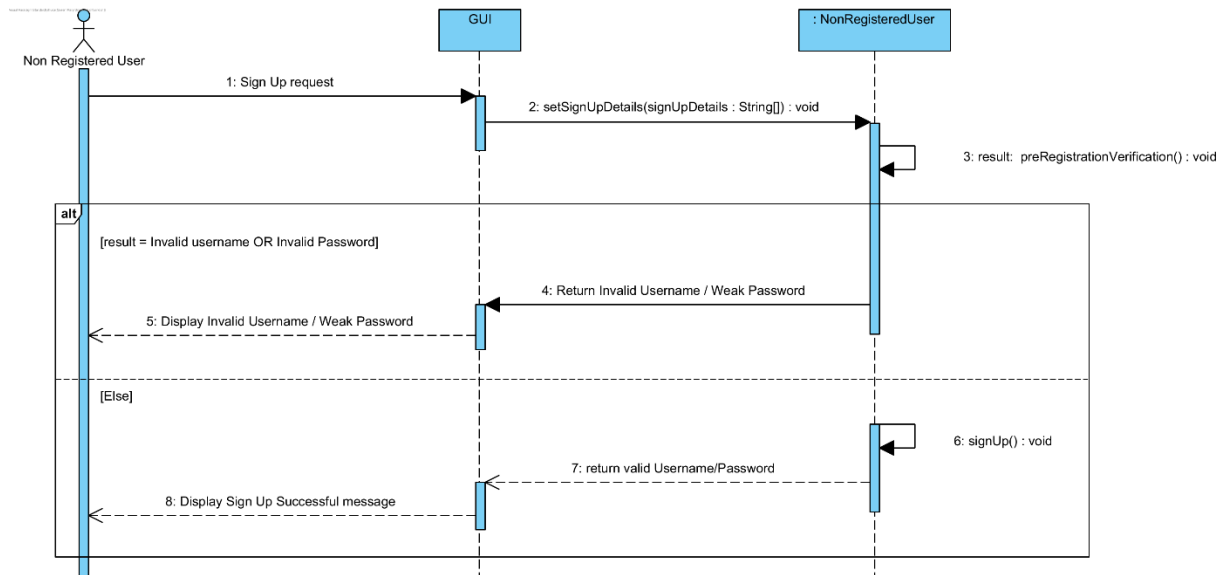 GUI
: NonRegisteredUser
Non Registered User
1: Sign Up request
2: setSignUpDetails(signUpDetails : String[]) : void
3: result:  preRegistrationVerification() : void
alt
[result = Invalid username OR Invalid Password]
4: Return Invalid Username / Weak Password
5: Display Invalid Username / Weak Password
[Else]
6: signUp() : void
7: return valid Username/Password
8: Display Sign Up Successful message